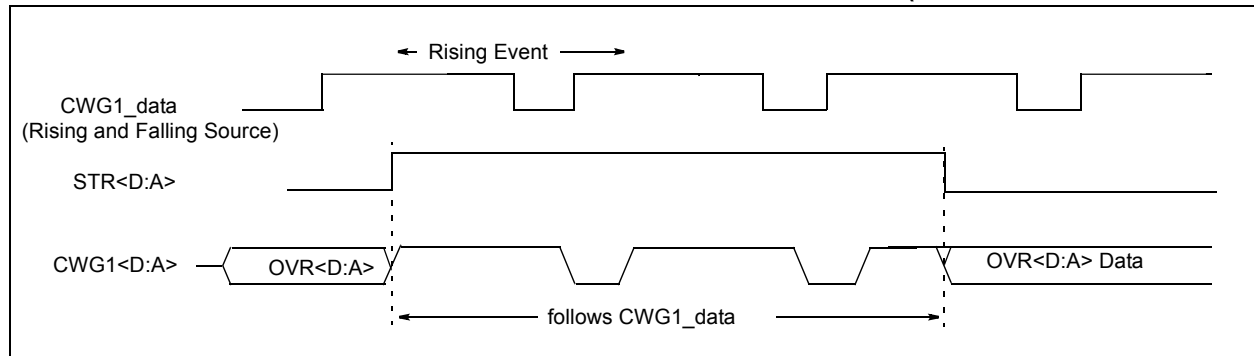 Rising Event
CWG1_data
(Rising and Falling Source)
STR<D:A>
CWG1<D:A>
OVR<D:A>
OVR<D:A> Data
follows CWG1_data